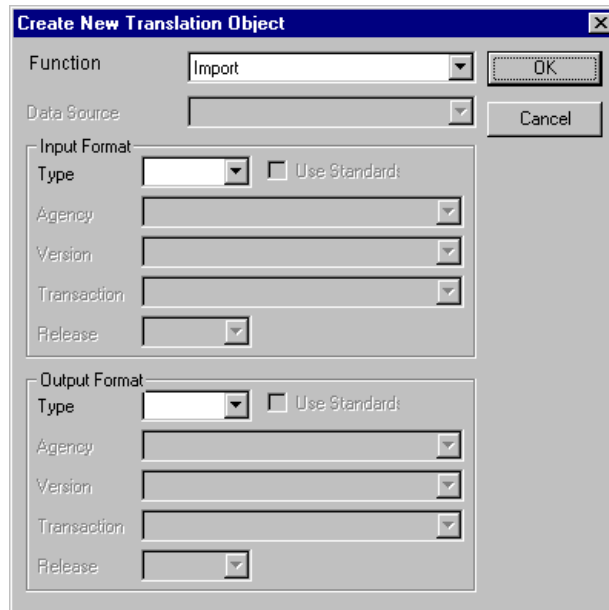 Create New Translation Object
Function Import OK
Data Source Cancel
Input Format
Type Use Standards
Agency
Version
Transaction
Release
Output Format
Type Use Standards
Agency
Version
Transaction
Release